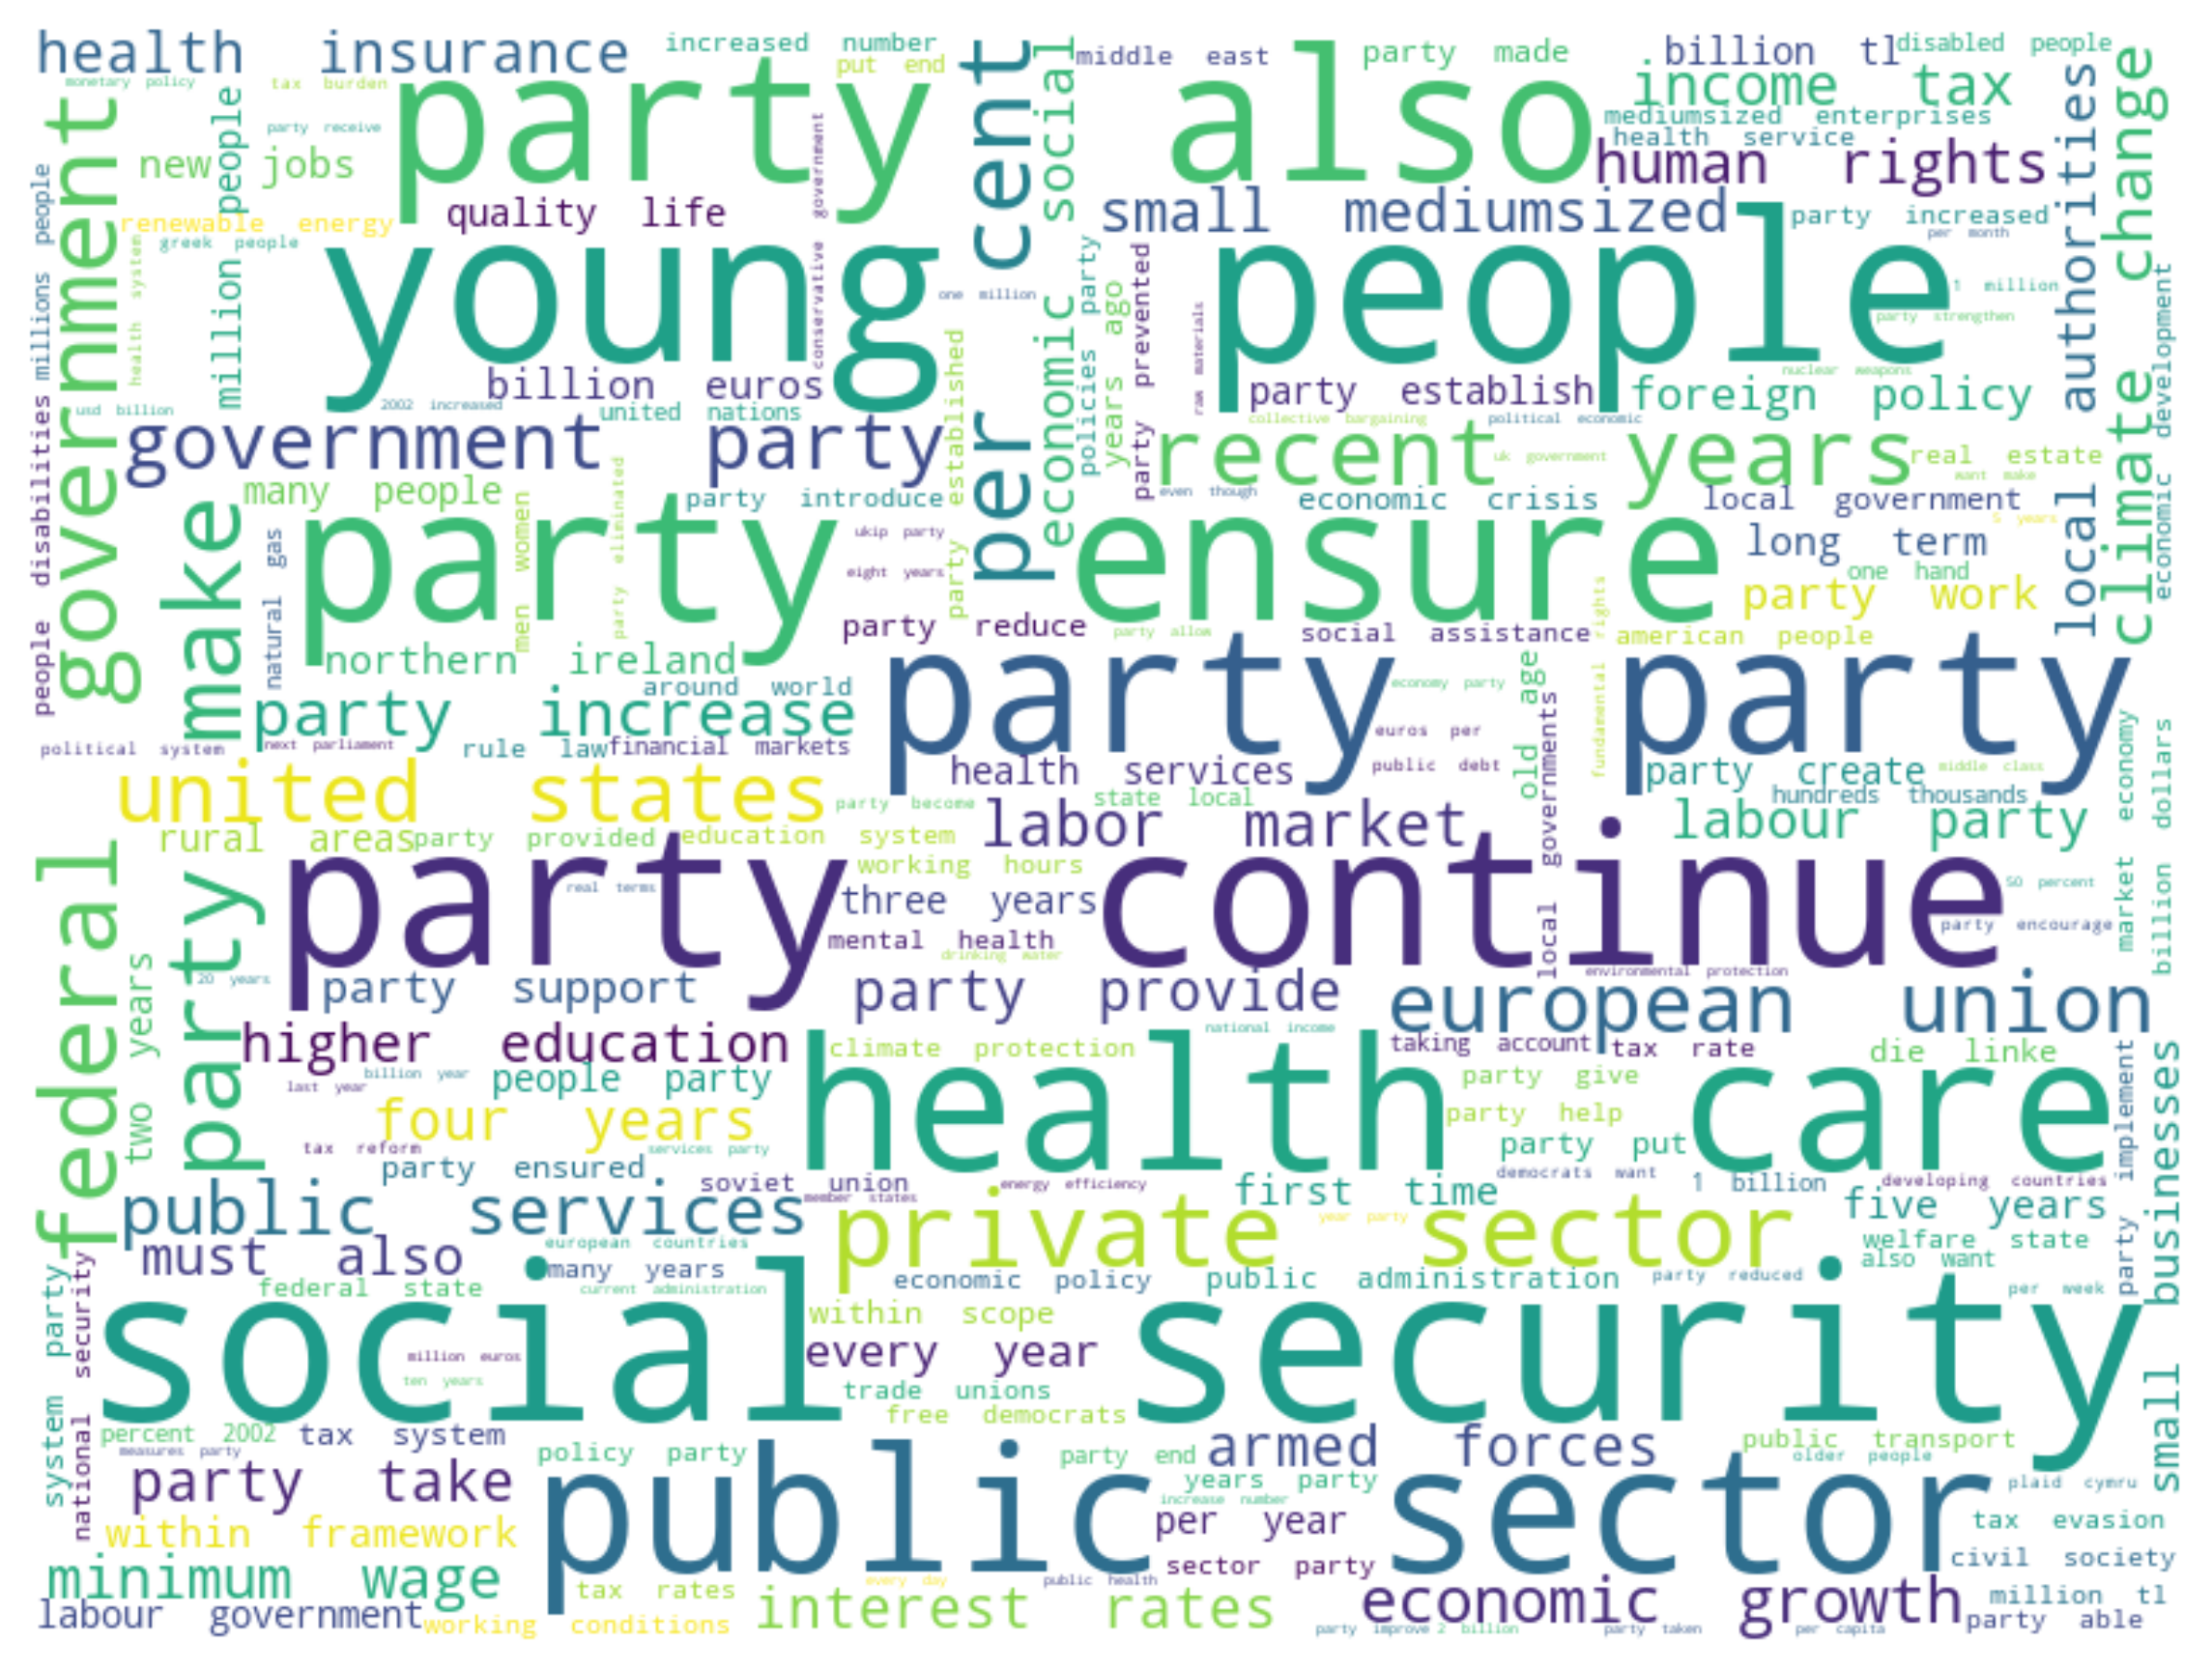 health insurance
increased number
put end
middle east
party made
billion tl
disabled people
monetary policy
tax burden
party also
income tax
mediumsized enterprises
health service
party receive
new jobs
human rights
quality life
small mediumsized
party increased
per month
renewable energy
greek people
young people
one million
1 million
party strengthen
nuclear weapons
billion euros
party establish
foreign policy
usd billion
2002 increased
united nations
collective bargaining
political economic
government party
recent years
uk government
real estate
want make
many people
party introduce
even though
economic crisis
local government
5 years
party ensure
ukip party
long term
eight years
one hand
party work
party reduce
party allow
social assistance
american people
northern ireland
party party
around world
economy party
party increase
euros per
political system
next parliament
rule law
financial markets
health services
public debt
party create
middle class
united states
party become
state local
hundreds thousands
labor market
labour party
rural areas
party provided
education system
party continue
working hours
real terms
three years
50 percent
mental health
party encourage
drinking water
20 years
environmental protection
party support
party provide
european union
higher education
national income
climate protection
taking account
tax rate
die linke
health care
billion year
last year
people party
party give
four years
party help
tax reform
services party
party put
party ensured
democrats want
soviet union
energy efficiency
member states
first time
1 billion
developing countries
public services
private sector
year party
five years
must also
european countries
welfare state
many years
also want
federal state
current administration
economic policy
public administration
party reduced
per week
social security
within scope
million euros
every year
ten years
trade unions
free democrats
percent 2002
tax system
measures party
policy party
party end
armed forces
public transport
older people
party take
public sector
years party
increase number
plaid cymru
within framework
per year
tax evasion
sector party
civil society
minimum wage
tax rates
every day
public health
interest rates
economic growth
million tl
labour government
working conditions
party improve
2 billion
party taken
per capita
party able
people disabilities
millions people
federal government
health system
million people
make party
natural gas
men women
party eliminated
conservative government
party established
per cent
economic social
policies party
years ago
party prevented
raw materials
fundamental rights
old age
local governments
local authorities
climate change
economic development
market economy
billion dollars
two years
system party
national security
party implement
small businesses